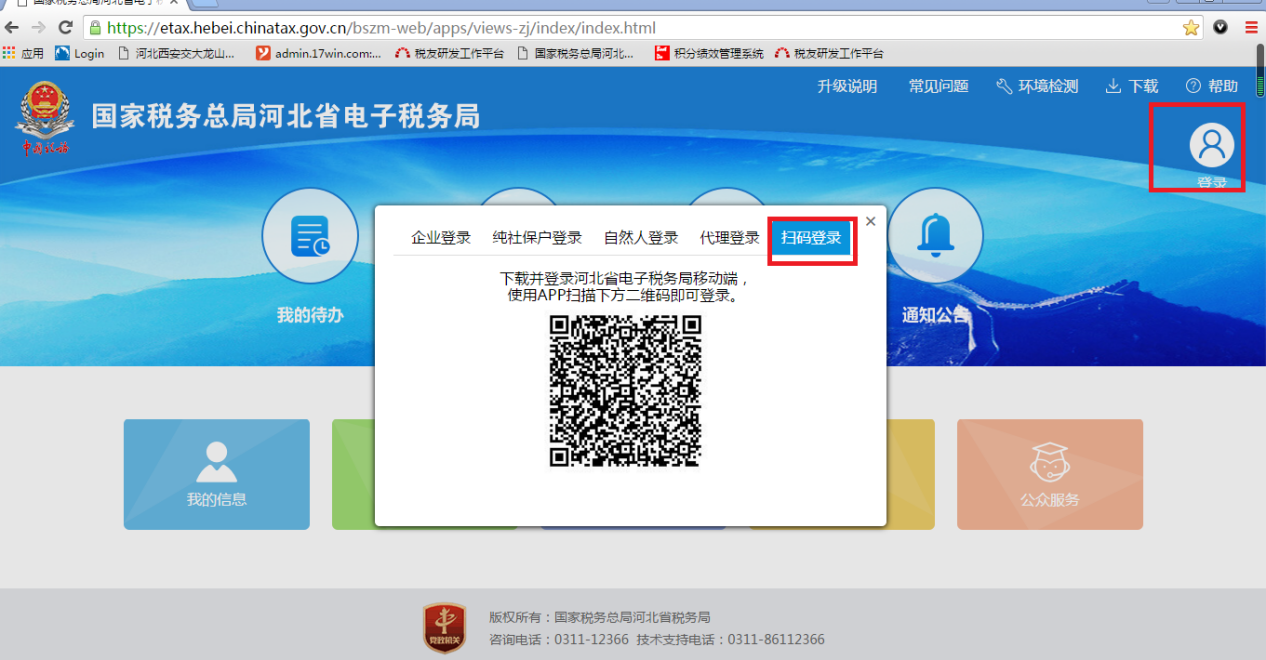 https://etax.hebei.chinatax.gov.cn/bszm-web/apps/views-zj/index/index.html
应用 Login 河北西安交大龙山... admin.17win.com:... 税友研发工作平台 国家税务总局河北... 积分绩效管理系统 税友研发工作平台
升级说明 常见问题 环境检测 下载 帮助
国家税务总局河北省电子税务局
中国税务
登录
企业登录 纯社保户登录 自然人登录 代理登录 扫码登录
下载并登录河北省电子税务局移动端，
使用APP扫描下方二维码即可登录。
我的待办
通知公告
我的信息
公众服务
党政机关
版权所有：国家税务总局河北省税务局
咨询电话：0311-12366 技术支持电话：0311-86112366